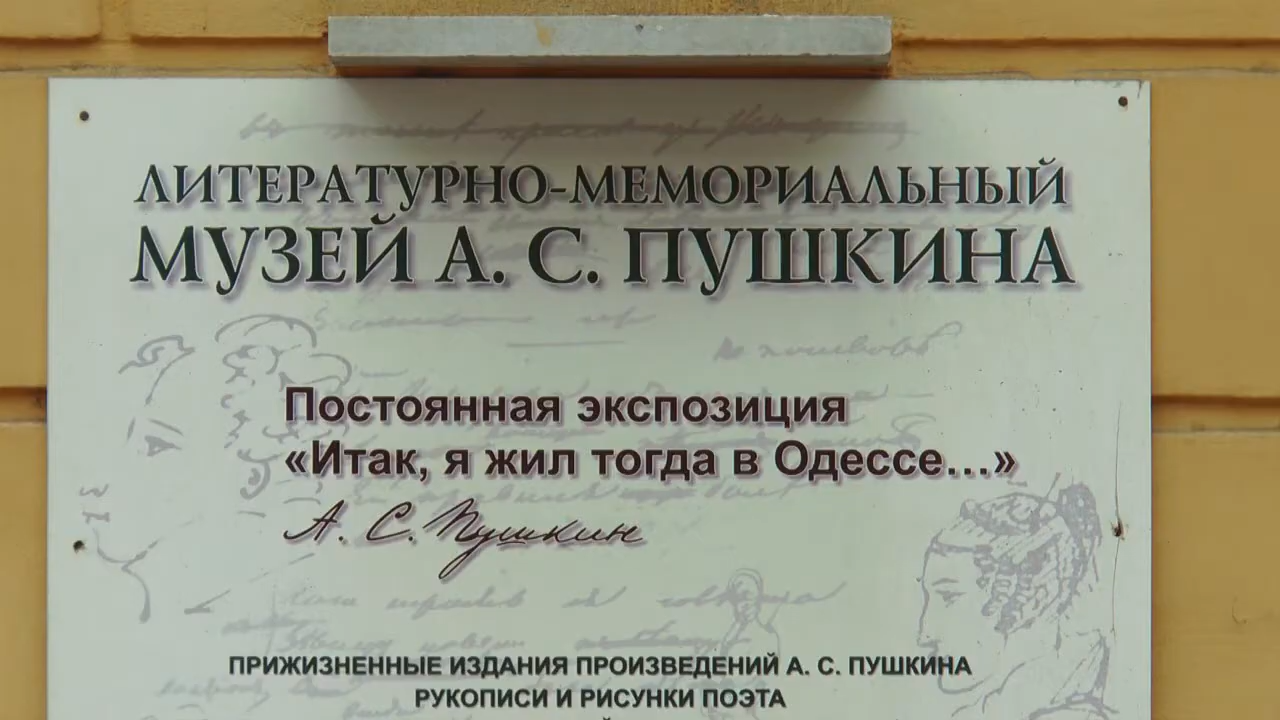 ЛИТЕРАТУРНО-МЕМОРИАЛЬНЫЙ
МУЗЕЙ А. С. ПУШКИНА
Постоянная экспозиция
«Итак, я жил тогда в Одессе...»
А. С. Пушкин
ПРИЖИЗНЕННЫЕ ИЗДАНИЯ ПРОИЗВЕДЕНИЙ А. С. ПУШКИНА
РУКОПИСИ И РИСУНКИ ПОЭТА